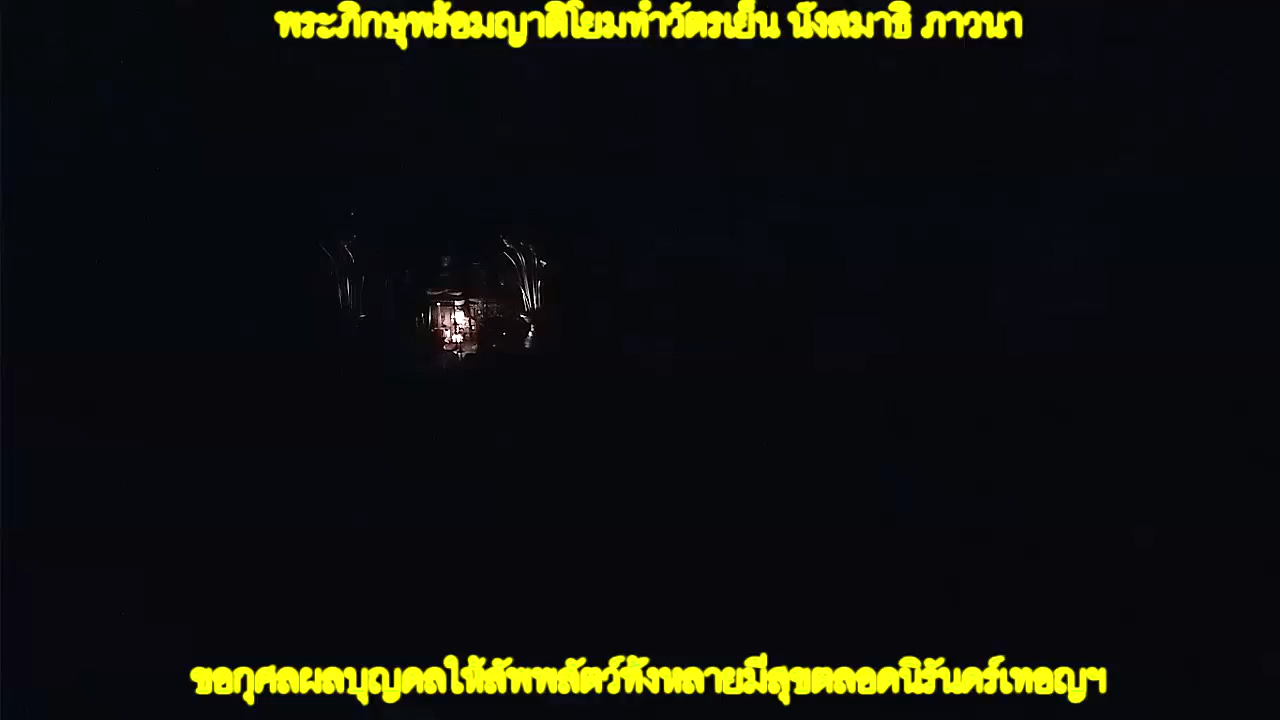 พระภิกษุพร้อมญาติโยมทำวัตรเย็น นั่งสมาธิ ภาวนา
ขอกุศลผลบุญดลให้สัพพสัตว์ทั้งหลายมีสุขตลอดนิรันดร์เทอญฯ